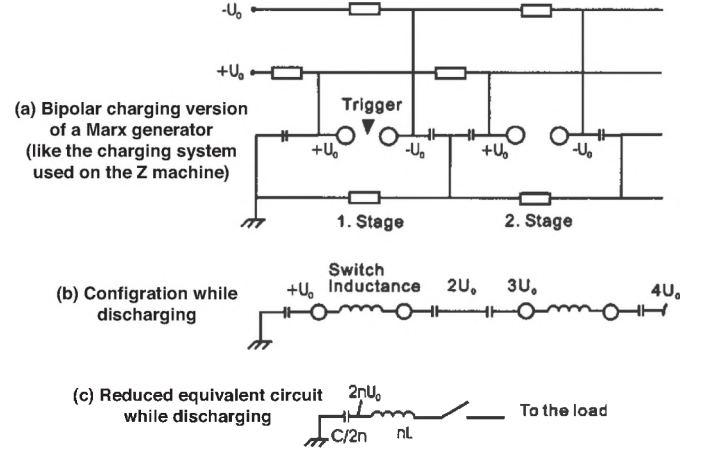 -U₀
+U₀
(a) Bipolar charging version
of a Marx generator
(like the charging system
used on the Z machine)
Trigger
+U₀ -U₀ +U₀ -U₀
1. Stage 2. Stage
(b) Configration while
discharging
Switch
Inductance
+U₀ 2U₀ 3U₀ 4U₀
(c) Reduced equivalent circuit
while discharging
2nU₀
C/2n nL
To the load